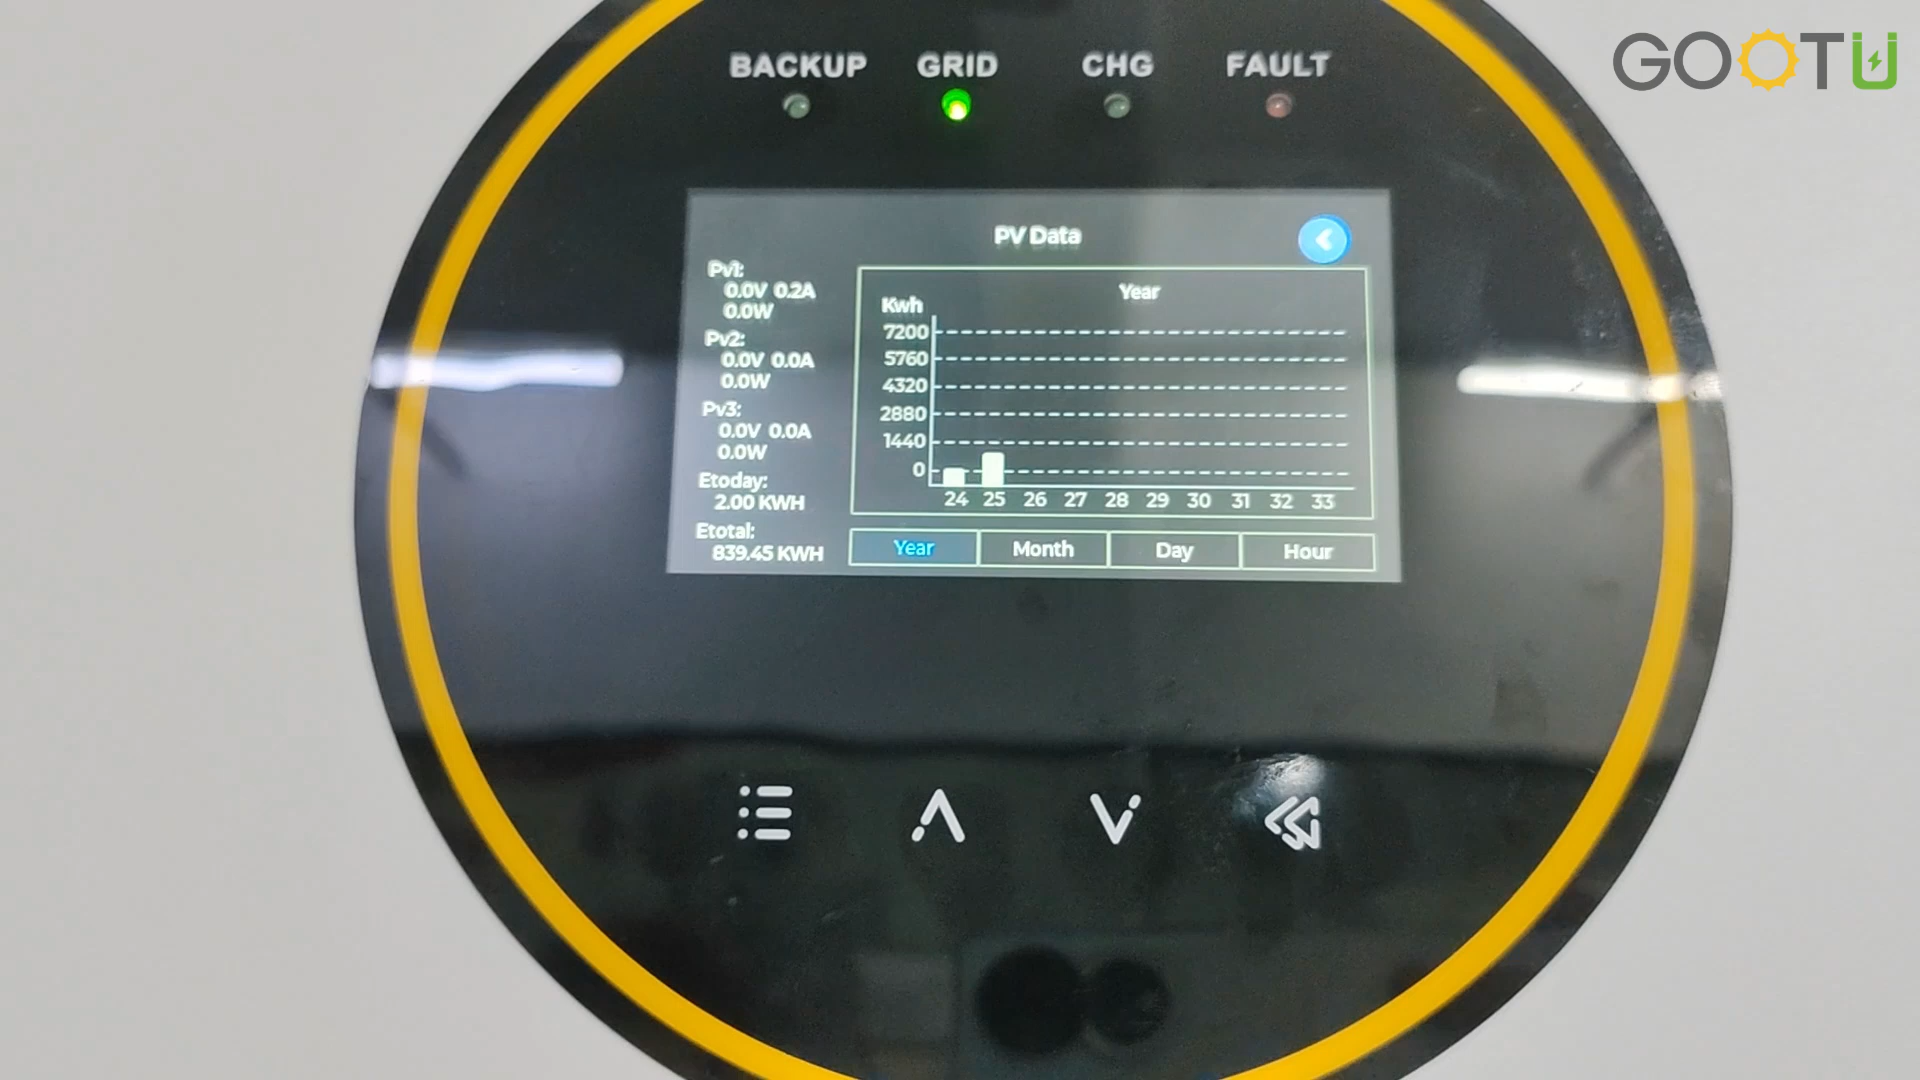 GOOTU
BACKUP GRID CHG FAULT
PV Data
Pv1:
0.0V 0.2A
0.0W
Pv2:
0.0V 0.0A
0.0W
Pv3:
0.0V 0.0A
0.0W
Etoday:
2.00 KWH
Etotal:
839.45 KWH
Year
Kwh
7200
5760
4320
2880
1440
0
24 25 26 27 28 29 30 31 32 33
Year Month Day Hour